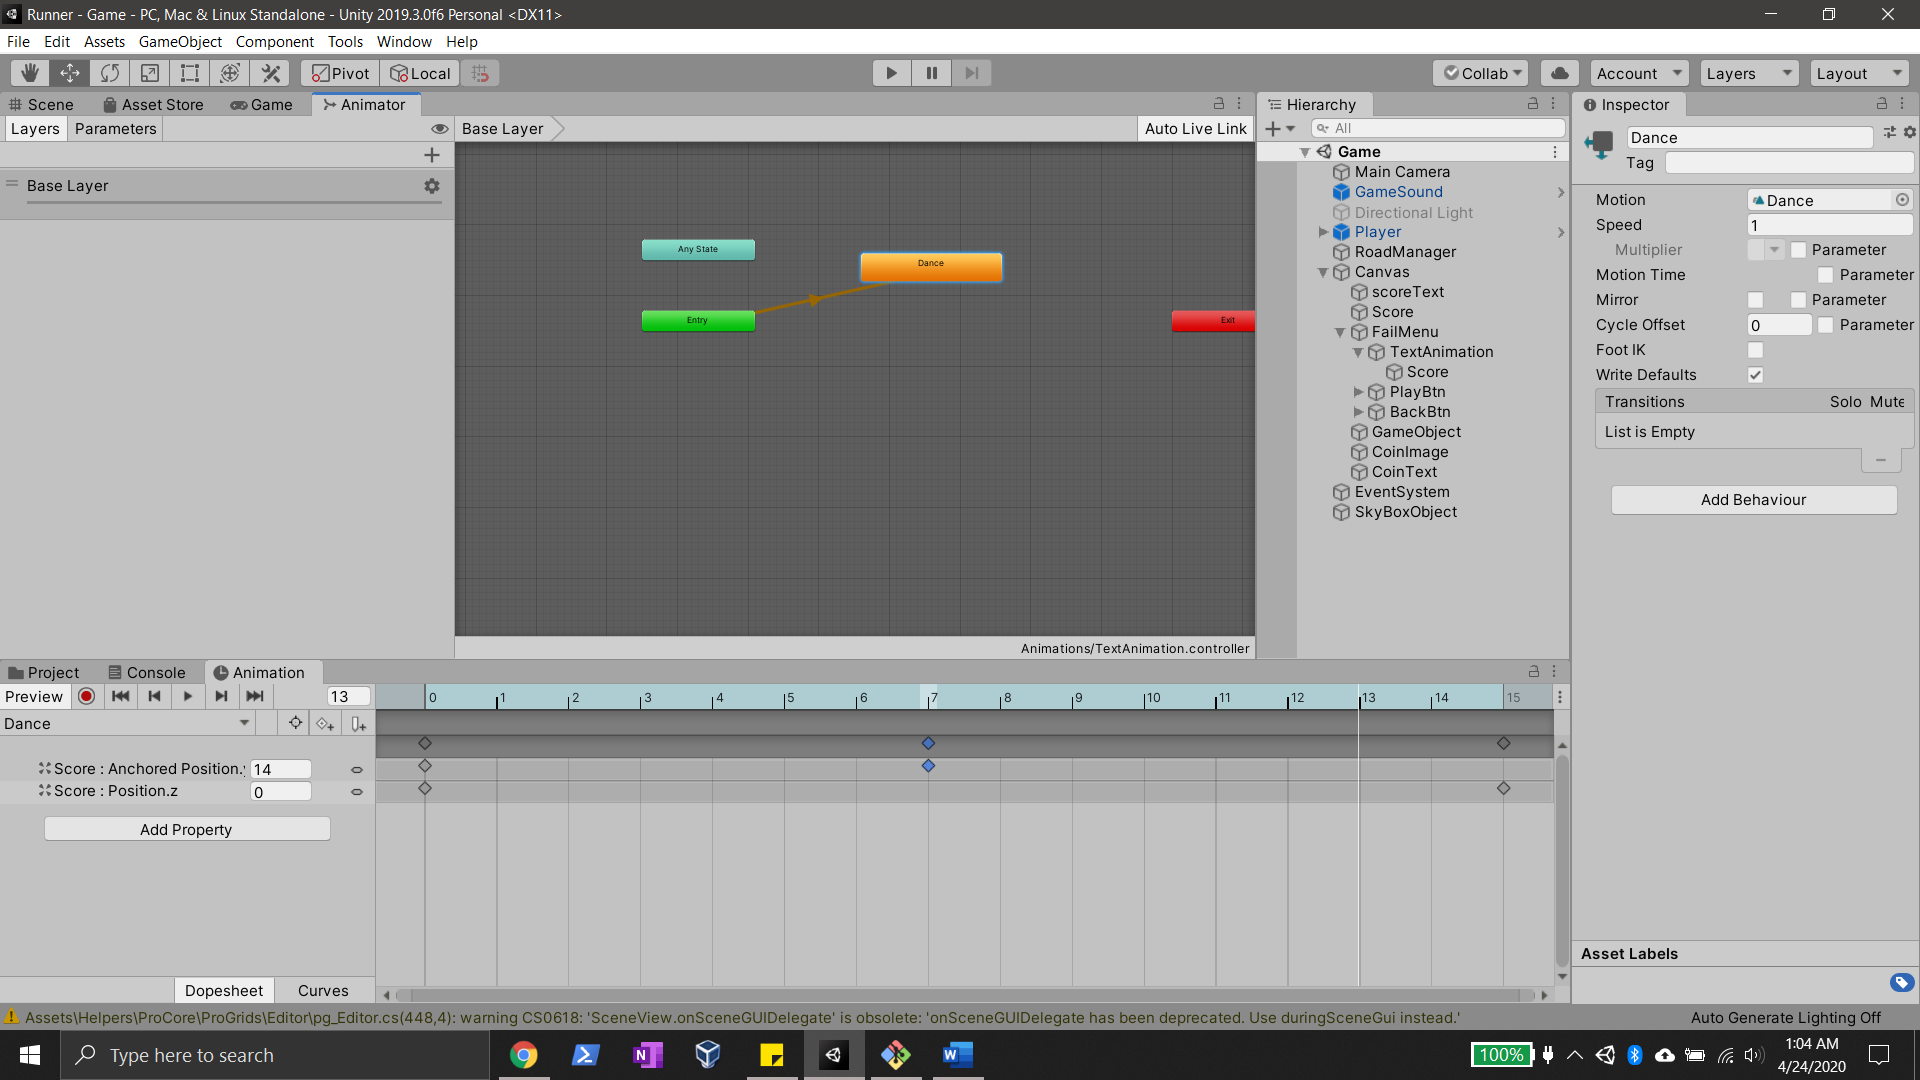 Runner - Game - PC, Mac & Linux Standalone - Unity 2019.3.0f6 Personal <DX11>
File Edit Assets GameObject Component Tools Window Help
Pivot Local Collab Account Layers Layout
Scene Asset Store Game Animator
Layers Parameters Base Layer Auto Live Link
Base Layer
Any State
Dance
Entry
Exit
Animations/TextAnimation.controller
Hierarchy
All
Game
Main Camera
GameSound
Directional Light
Player
RoadManager
Canvas
scoreText
Score
FailMenu
TextAnimation
Score
PlayBtn
BackBtn
GameObject
CoinImage
CoinText
EventSystem
SkyBoxObject
Inspector
Dance
Tag
Motion Dance
Speed 1
Multiplier Parameter
Motion Time Parameter
Mirror Parameter
Cycle Offset 0 Parameter
Foot IK
Write Defaults
Transitions Solo Mute
List is Empty
Add Behaviour
Asset Labels
Project Console Animation
Preview 13 0 1 2 3 4 5 6 7 8 9 10 11 12 13 14 15
Dance
Score : Anchored Position. 14
Score : Position.z 0
Add Property
Dopesheet Curves
Assets\Helpers\ProCore\ProGrids\Editor\pg_Editor.cs(448,4): warning CS0618: 'SceneView.onSceneGUIDelegate' is obsolete: 'onSceneGUIDelegate has been deprecated. Use duringSceneGui instead.'
Auto Generate Lighting Off
Type here to search
100%
1:04 AM
4/24/2020